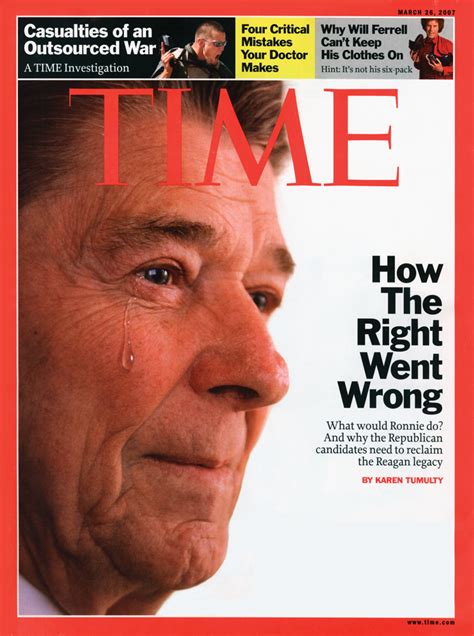 MARCH 26, 2007
Casualties of an
Outsourced War
A TIME Investigation
Four Critical
Mistakes
Your Doctor
Makes
Why Will Ferrell
Can't Keep
His Clothes On
Hint: It's not his six-pack
TIME
How
The
Right
Went
Wrong
What would Ronnie do?
And why the Republican
candidates need to reclaim
the Reagan legacy
BY KAREN TUMULTY
www.time.com